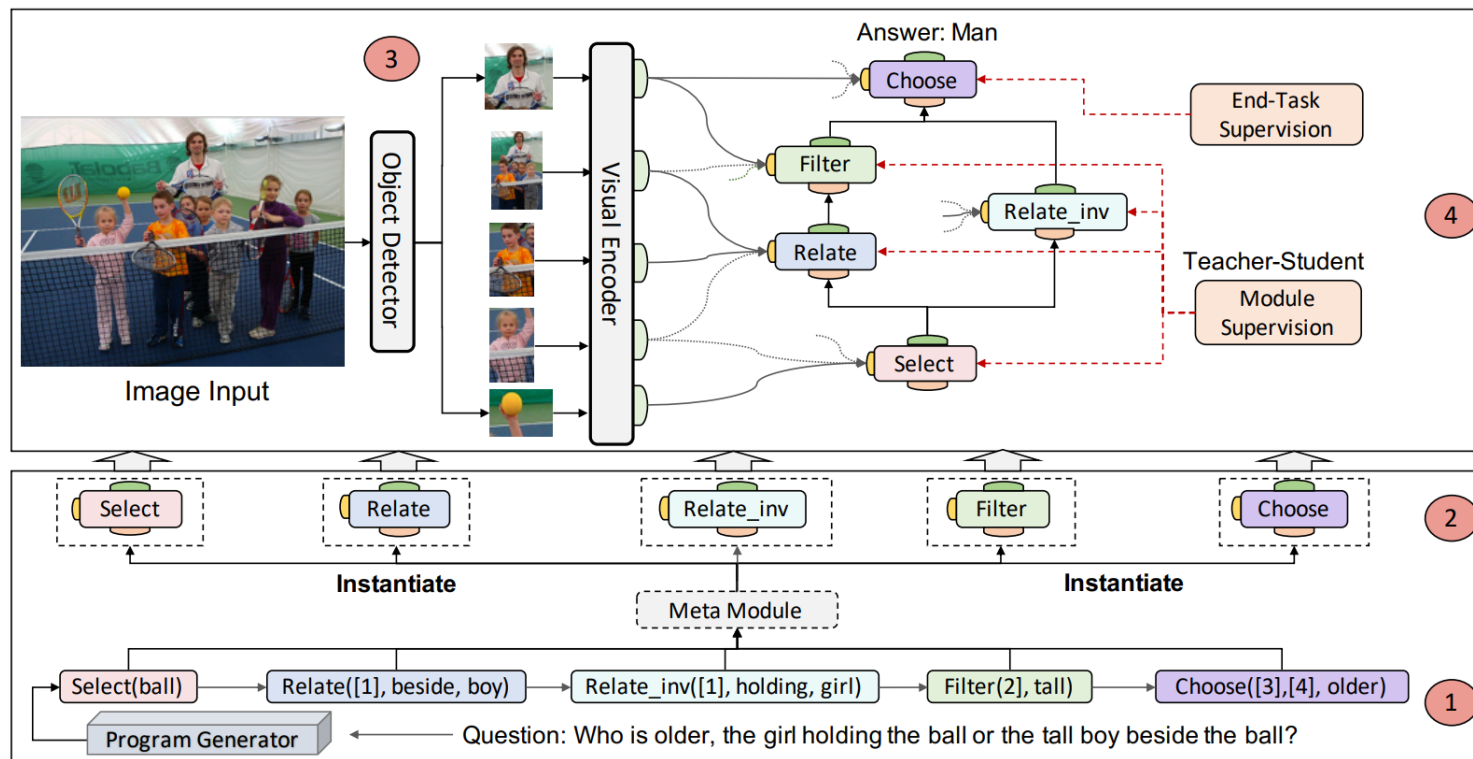 Answer: Man
3
Choose
End-Task
Supervision
Object Detector
Visual Encoder
BabolaT
Filter
Relate_inv
4
Relate
Teacher-Student
Module
Supervision
Select
Image Input
Select
Relate
Relate_inv
Filter
Choose
2
Instantiate
Instantiate
Meta Module
Select(ball)
Relate([1], beside, boy)
Relate_inv([1], holding, girl)
Filter(2], tall)
Choose([3],[4], older)
1
Program Generator
Question: Who is older, the girl holding the ball or the tall boy beside the ball?